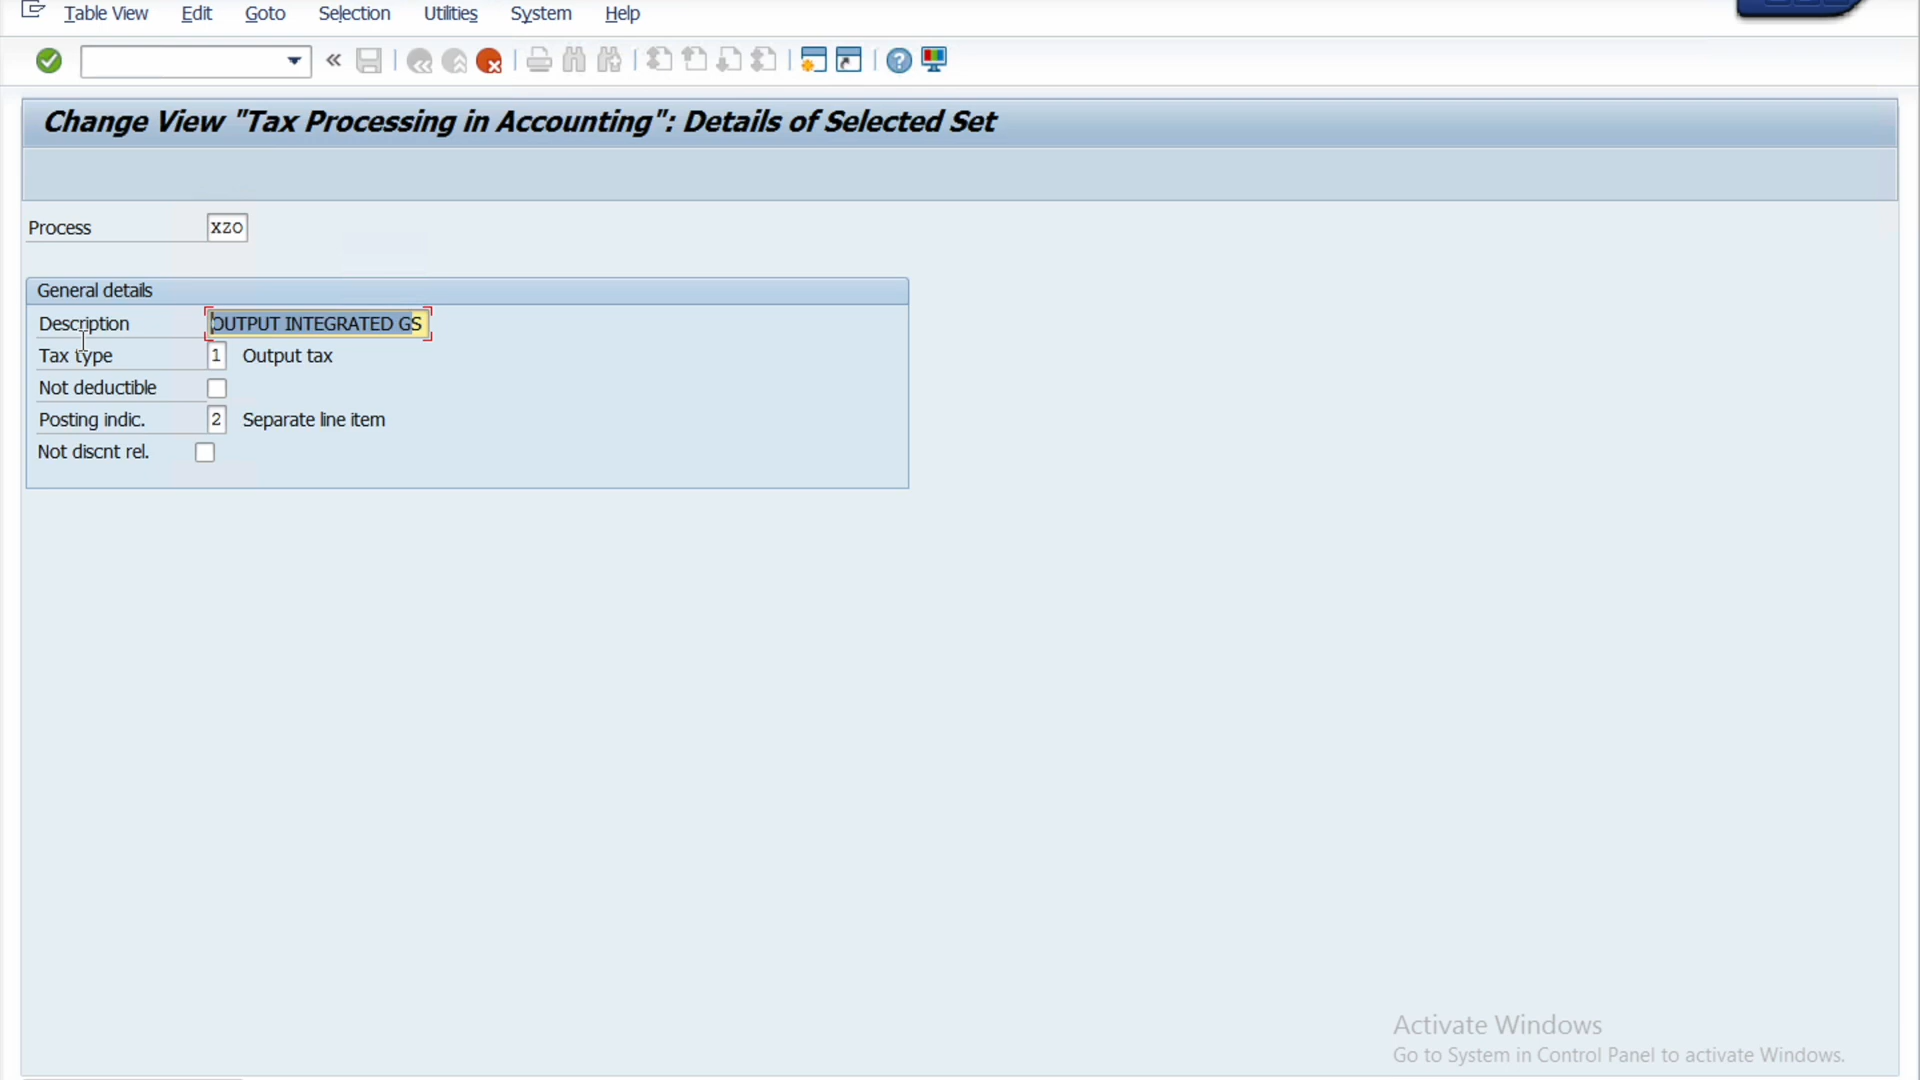 Table View Edit Goto Selection Utilities System Help
Change View "Tax Processing in Accounting": Details of Selected Set
Process XZO
General details
Description OUTPUT INTEGRATED GS
Tax type 1 Output tax
Not deductible
Posting indic. 2 Separate line item
Not discnt rel.
Activate Windows
Go to System in Control Panel to activate Windows.